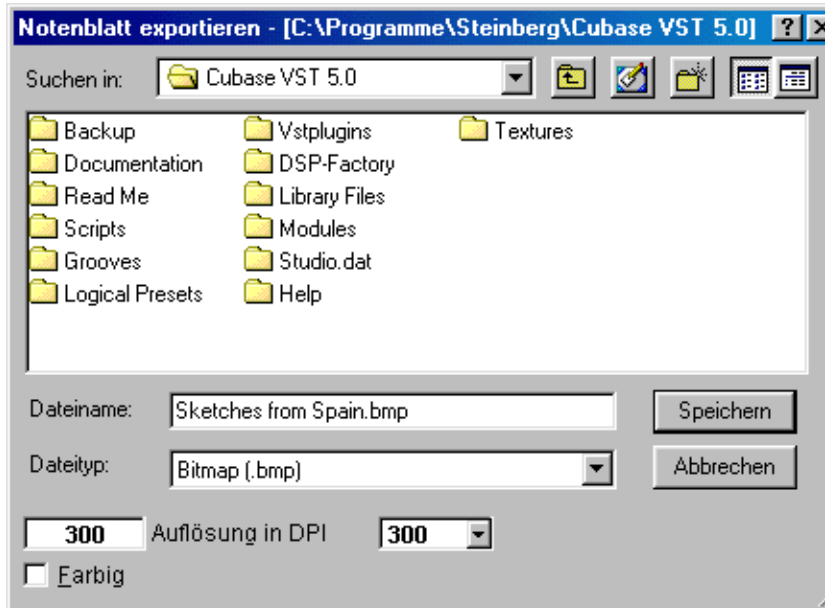 Notenblatt exportieren - [C:\Programme\Steinberg\Cubase VST 5.0]
Suchen in: Cubase VST 5.0
Backup Vstplugins Textures
Documentation DSP-Factory
Read Me Library Files
Scripts Modules
Grooves Studio.dat
Logical Presets Help
Dateiname: Sketches from Spain.bmp Speichern
Dateityp: Bitmap (.bmp) Abbrechen
300 Auflösung in DPI 300
Farbig